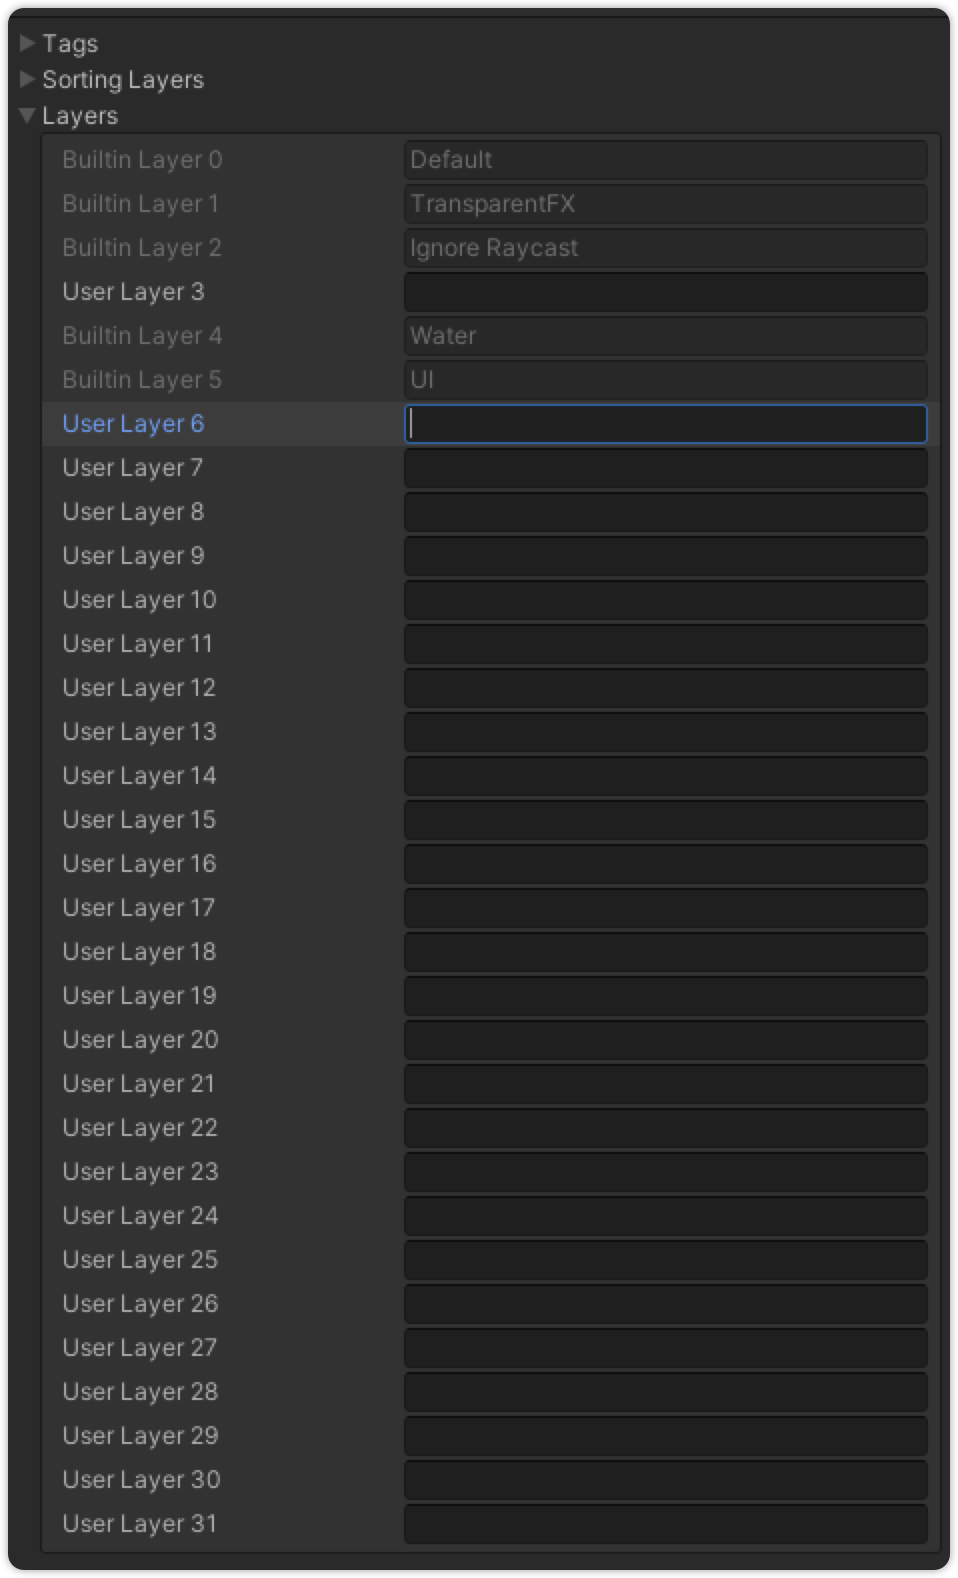 Tags
Sorting Layers
Layers
Builtin Layer 0 Default
Builtin Layer 1 TransparentFX
Builtin Layer 2 Ignore Raycast
User Layer 3
Builtin Layer 4 Water
Builtin Layer 5 UI
User Layer 6
User Layer 7
User Layer 8
User Layer 9
User Layer 10
User Layer 11
User Layer 12
User Layer 13
User Layer 14
User Layer 15
User Layer 16
User Layer 17
User Layer 18
User Layer 19
User Layer 20
User Layer 21
User Layer 22
User Layer 23
User Layer 24
User Layer 25
User Layer 26
User Layer 27
User Layer 28
User Layer 29
User Layer 30
User Layer 31